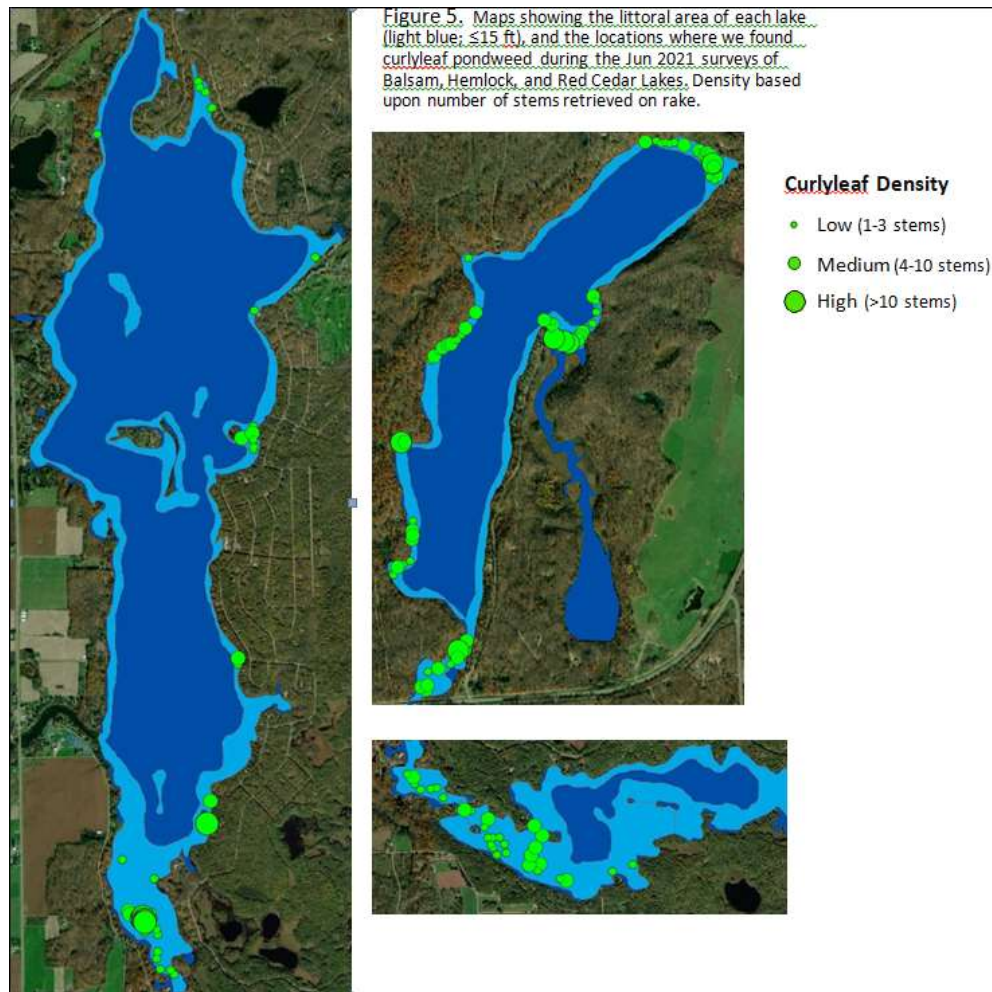 Figure 5. Maps showing the littoral area of each lake
(light blue; ≤15 ft), and the locations where we found
curlyleaf pondweed during the Jun 2021 surveys of
Balsam, Hemlock, and Red Cedar Lakes. Density based
upon number of stems retrieved on rake.
Curlyleaf Density
Low (1-3 stems)
Medium (4-10 stems)
High (>10 stems)